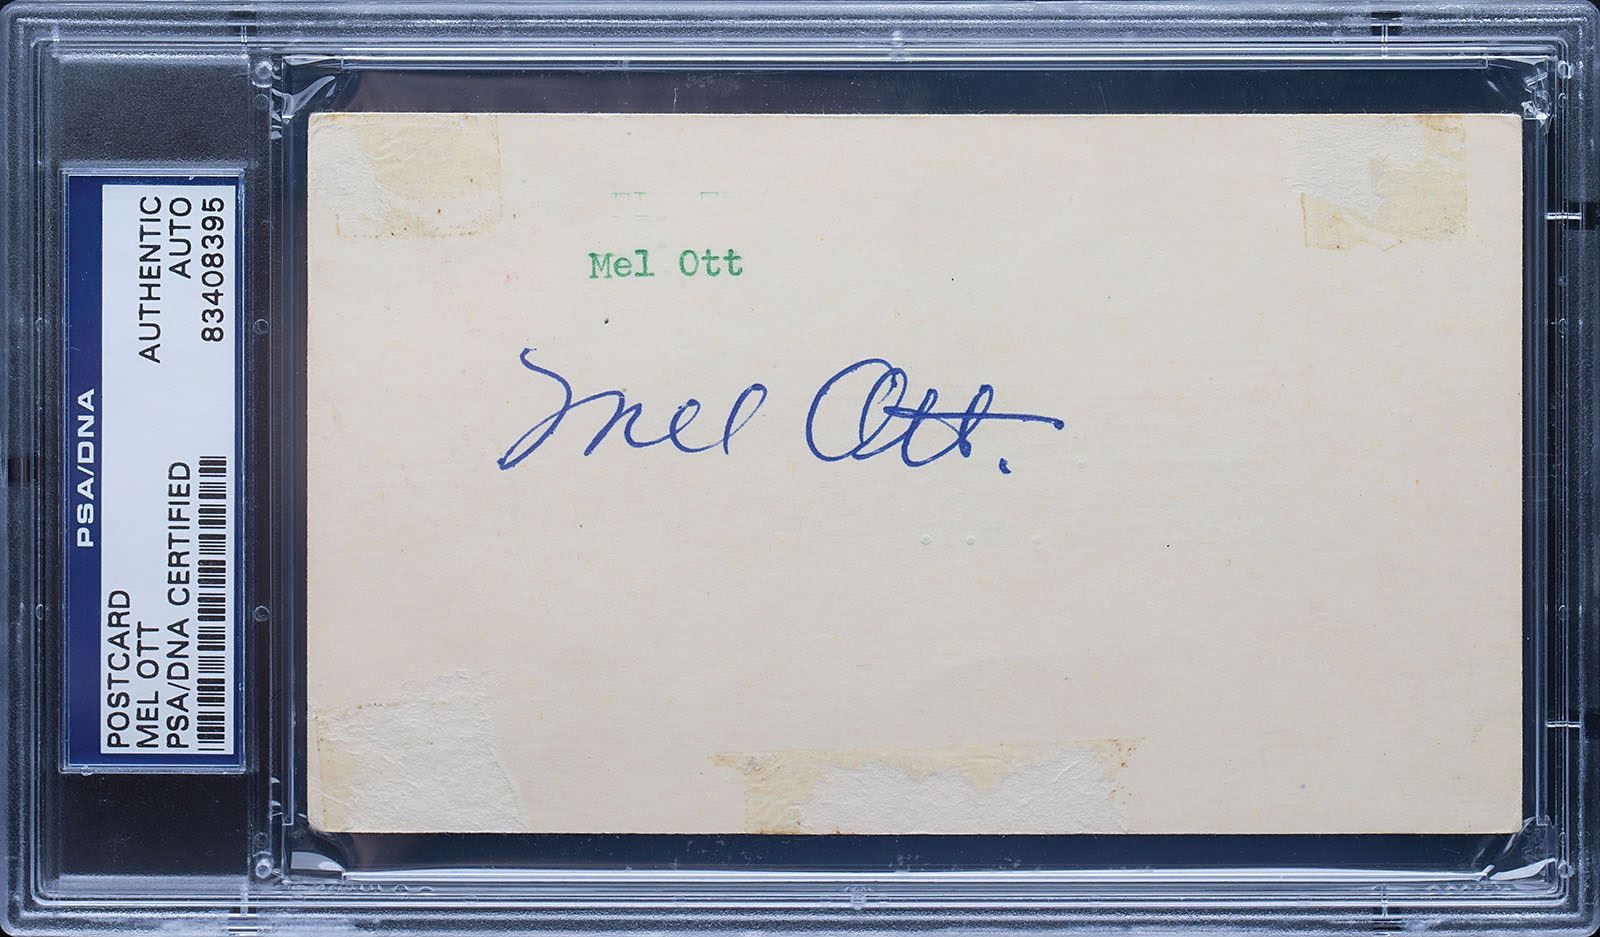 PSA/DNA
POSTCARD
MEL OTT
PSA/DNA CERTIFIED
AUTHENTIC
AUTO
83408395
Mel Ott
Mel Ott.